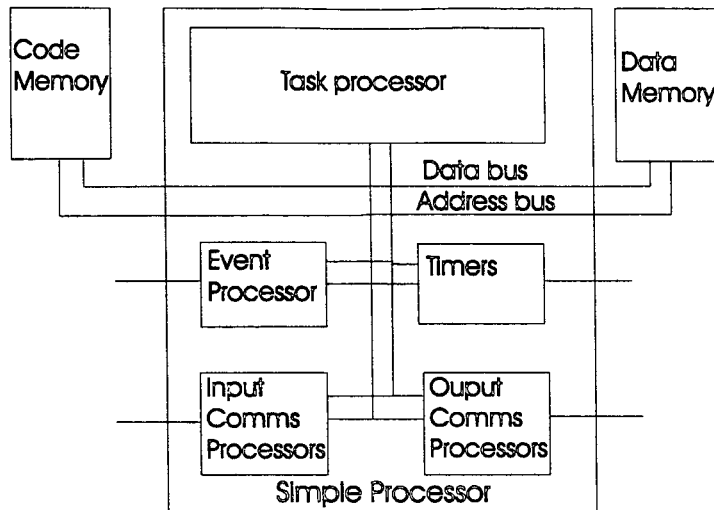 Code
Memory
Task processor
Data
Memory
Data bus
Address bus
Event
Processor
Timers
Input
Comms
Processors
Ouput
Comms
Processors
Simple Processor